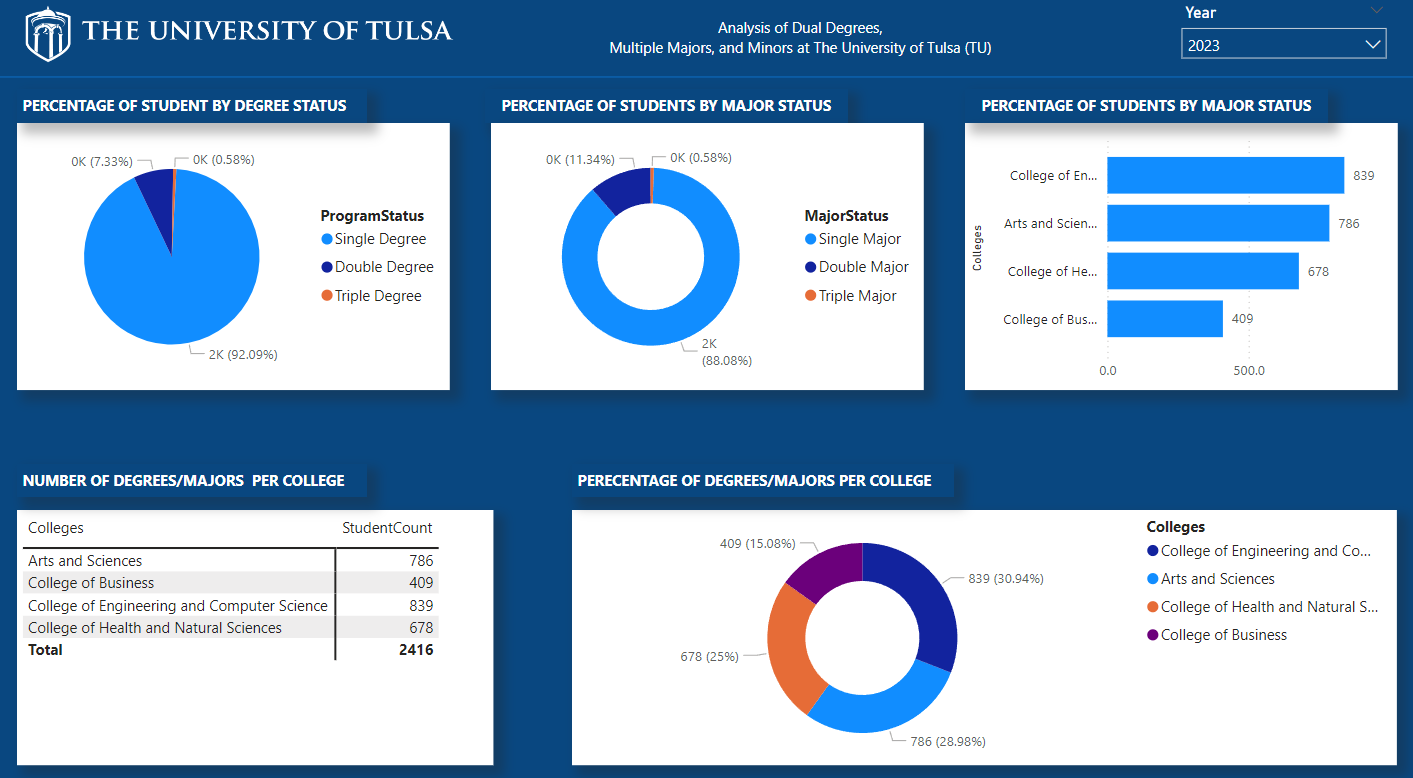 THE UNIVERSITY OF TULSA
Analysis of Dual Degrees,
Multiple Majors, and Minors at The University of Tulsa (TU)
Year
2023
PERCENTAGE OF STUDENT BY DEGREE STATUS
0K (7.33%)
0K (0.58%)
2K (92.09%)
ProgramStatus
Single Degree
Double Degree
Triple Degree
PERCENTAGE OF STUDENTS BY MAJOR STATUS
0K (11.34%)
0K (0.58%)
2K
(88.08%)
MajorStatus
Single Major
Double Major
Triple Major
PERCENTAGE OF STUDENTS BY MAJOR STATUS
Colleges
College of En... 839
Arts and Scien... 786
College of He... 678
College of Bus... 409
0.0 500.0
NUMBER OF DEGREES/MAJORS PER COLLEGE
Colleges StudentCount
Arts and Sciences 786
College of Business 409
College of Engineering and Computer Science 839
College of Health and Natural Sciences 678
Total 2416
PERECENTAGE OF DEGREES/MAJORS PER COLLEGE
409 (15.08%)
839 (30.94%)
678 (25%)
786 (28.98%)
Colleges
College of Engineering and Co...
Arts and Sciences
College of Health and Natural S...
College of Business